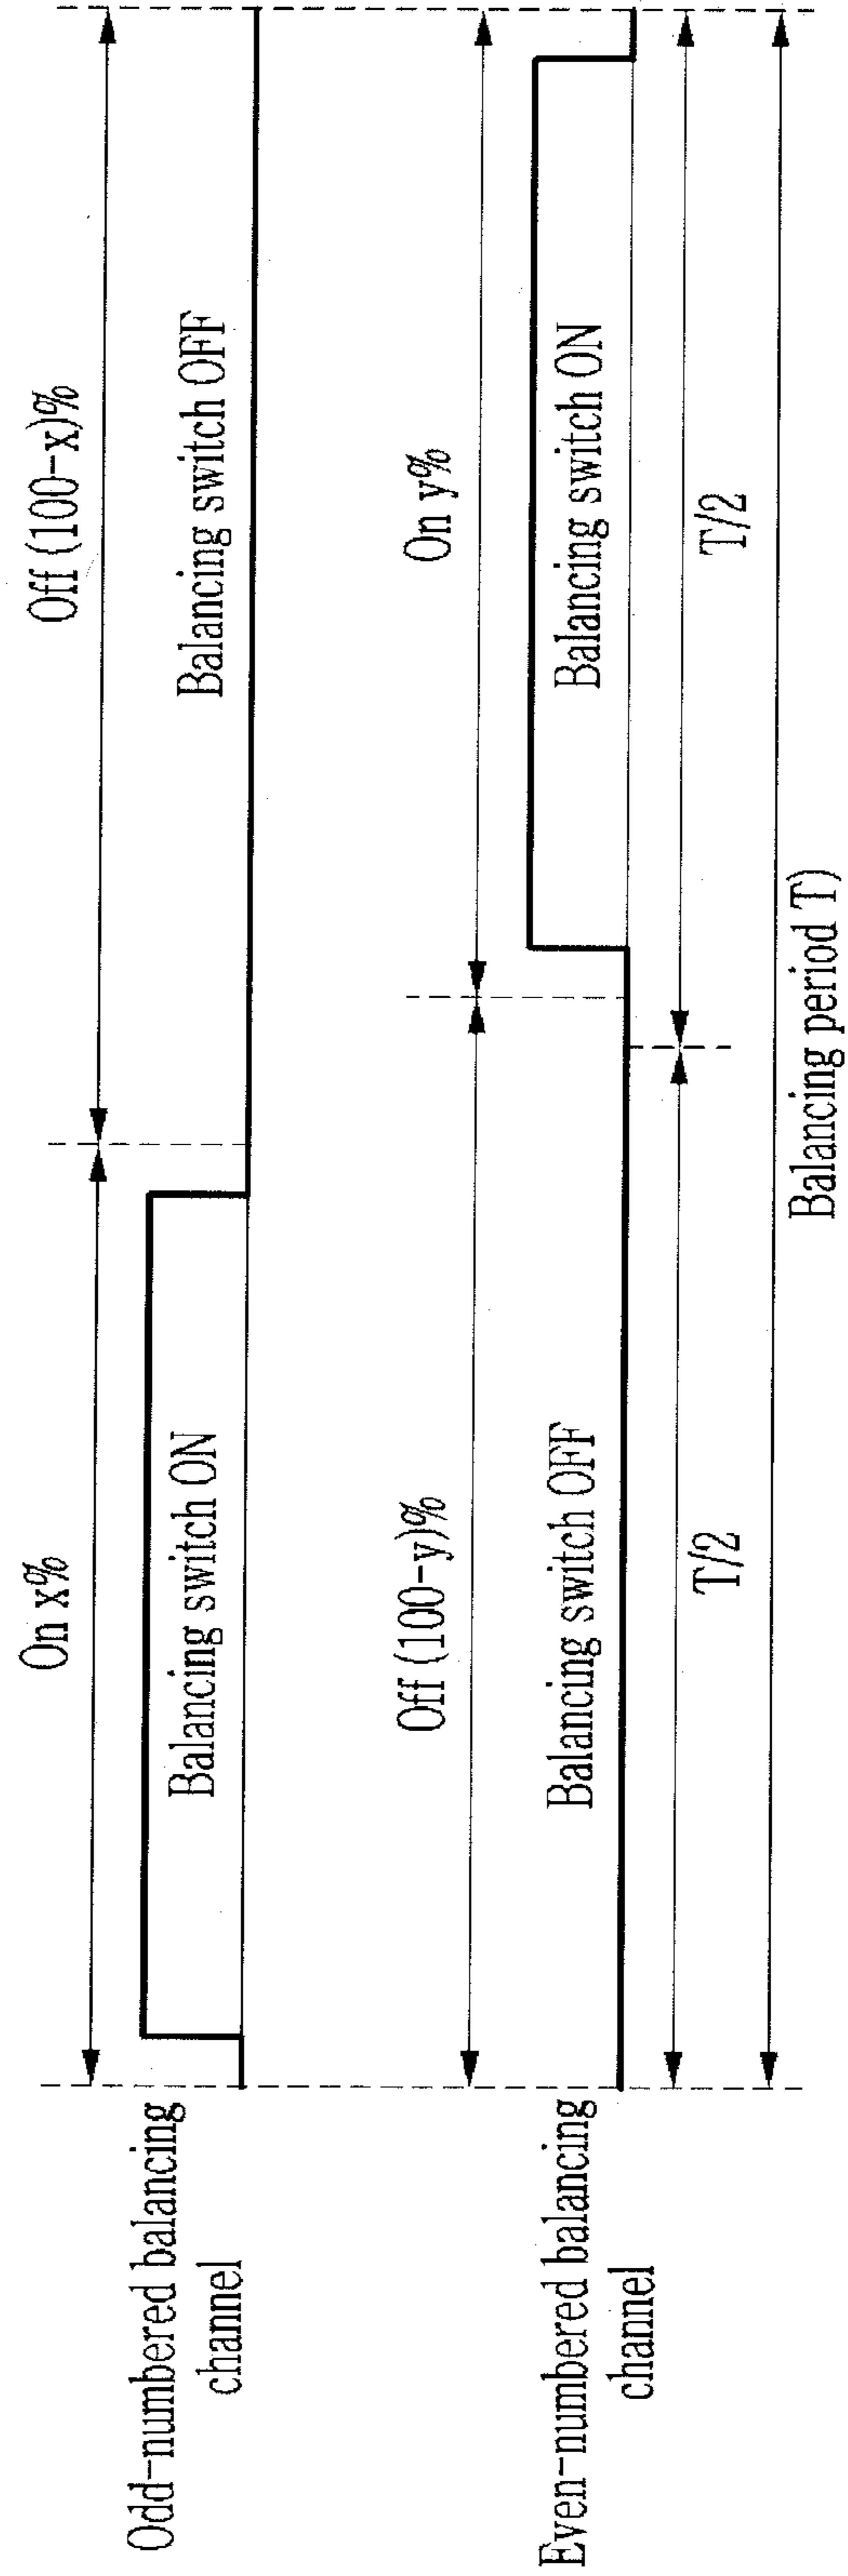 On x%
Off (100-x)%
Odd-numbered balancing
channel
Balancing switch ON
Balancing switch OFF
Off (100-y)%
On y%
Even-numbered balancing
channel
Balancing switch OFF
Balancing switch ON
T/2
T/2
Balancing period T)